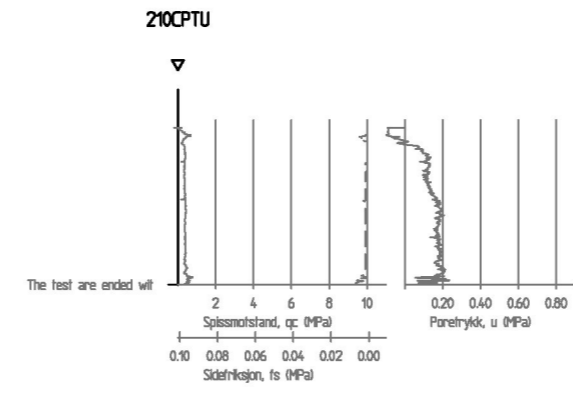 210CPTU
The test are ended wit
2 4 6 8 10 0.20 0.40 0.60 0.80
Spissmotstand, qc (MPa) Poretrykk, u (MPa)
0.10 0.08 0.06 0.04 0.02 0.00
Sidefriksjon, fs (MPa)